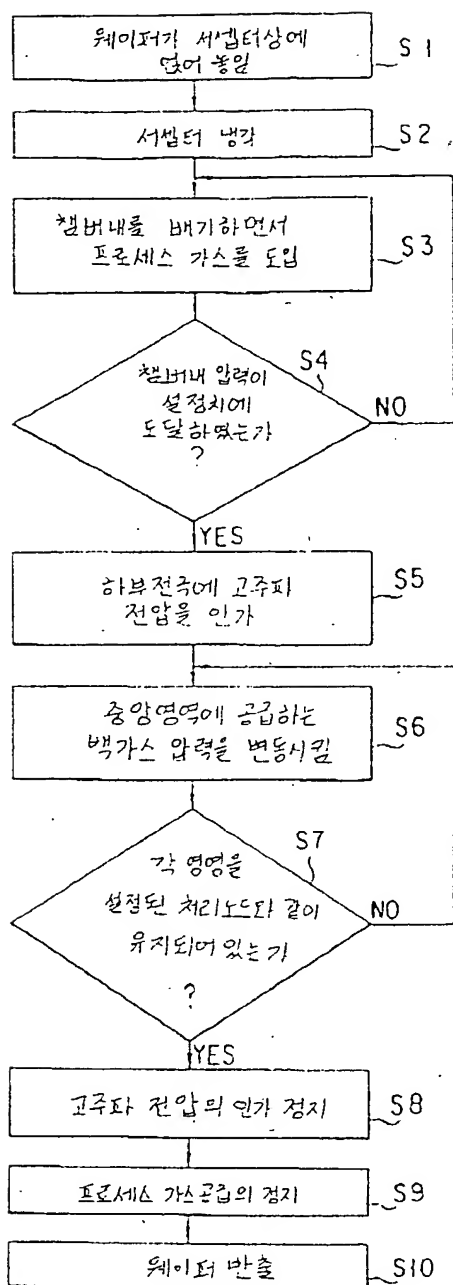 웨이퍼가 서셉터상에
얹어 놓임
S1
서셉터 냉각
S2
챔버내를 배기하면서
프로세스 가스를 도입
S3
S4
챔버내 압력이
설정치에
도달하였는가
?
NO
YES
하부전극에 고주파
전압을 인가
S5
중앙영역에 공급하는
백가스 압력을 변동시킴
S6
S7
각 영영을
설정된 처리노드와 같이
유지되어 있는가
?
NO
YES
고주파 전압의 인가 정지
S8
프로세스 가스공급의 정지
S9
웨이퍼 반출
S10